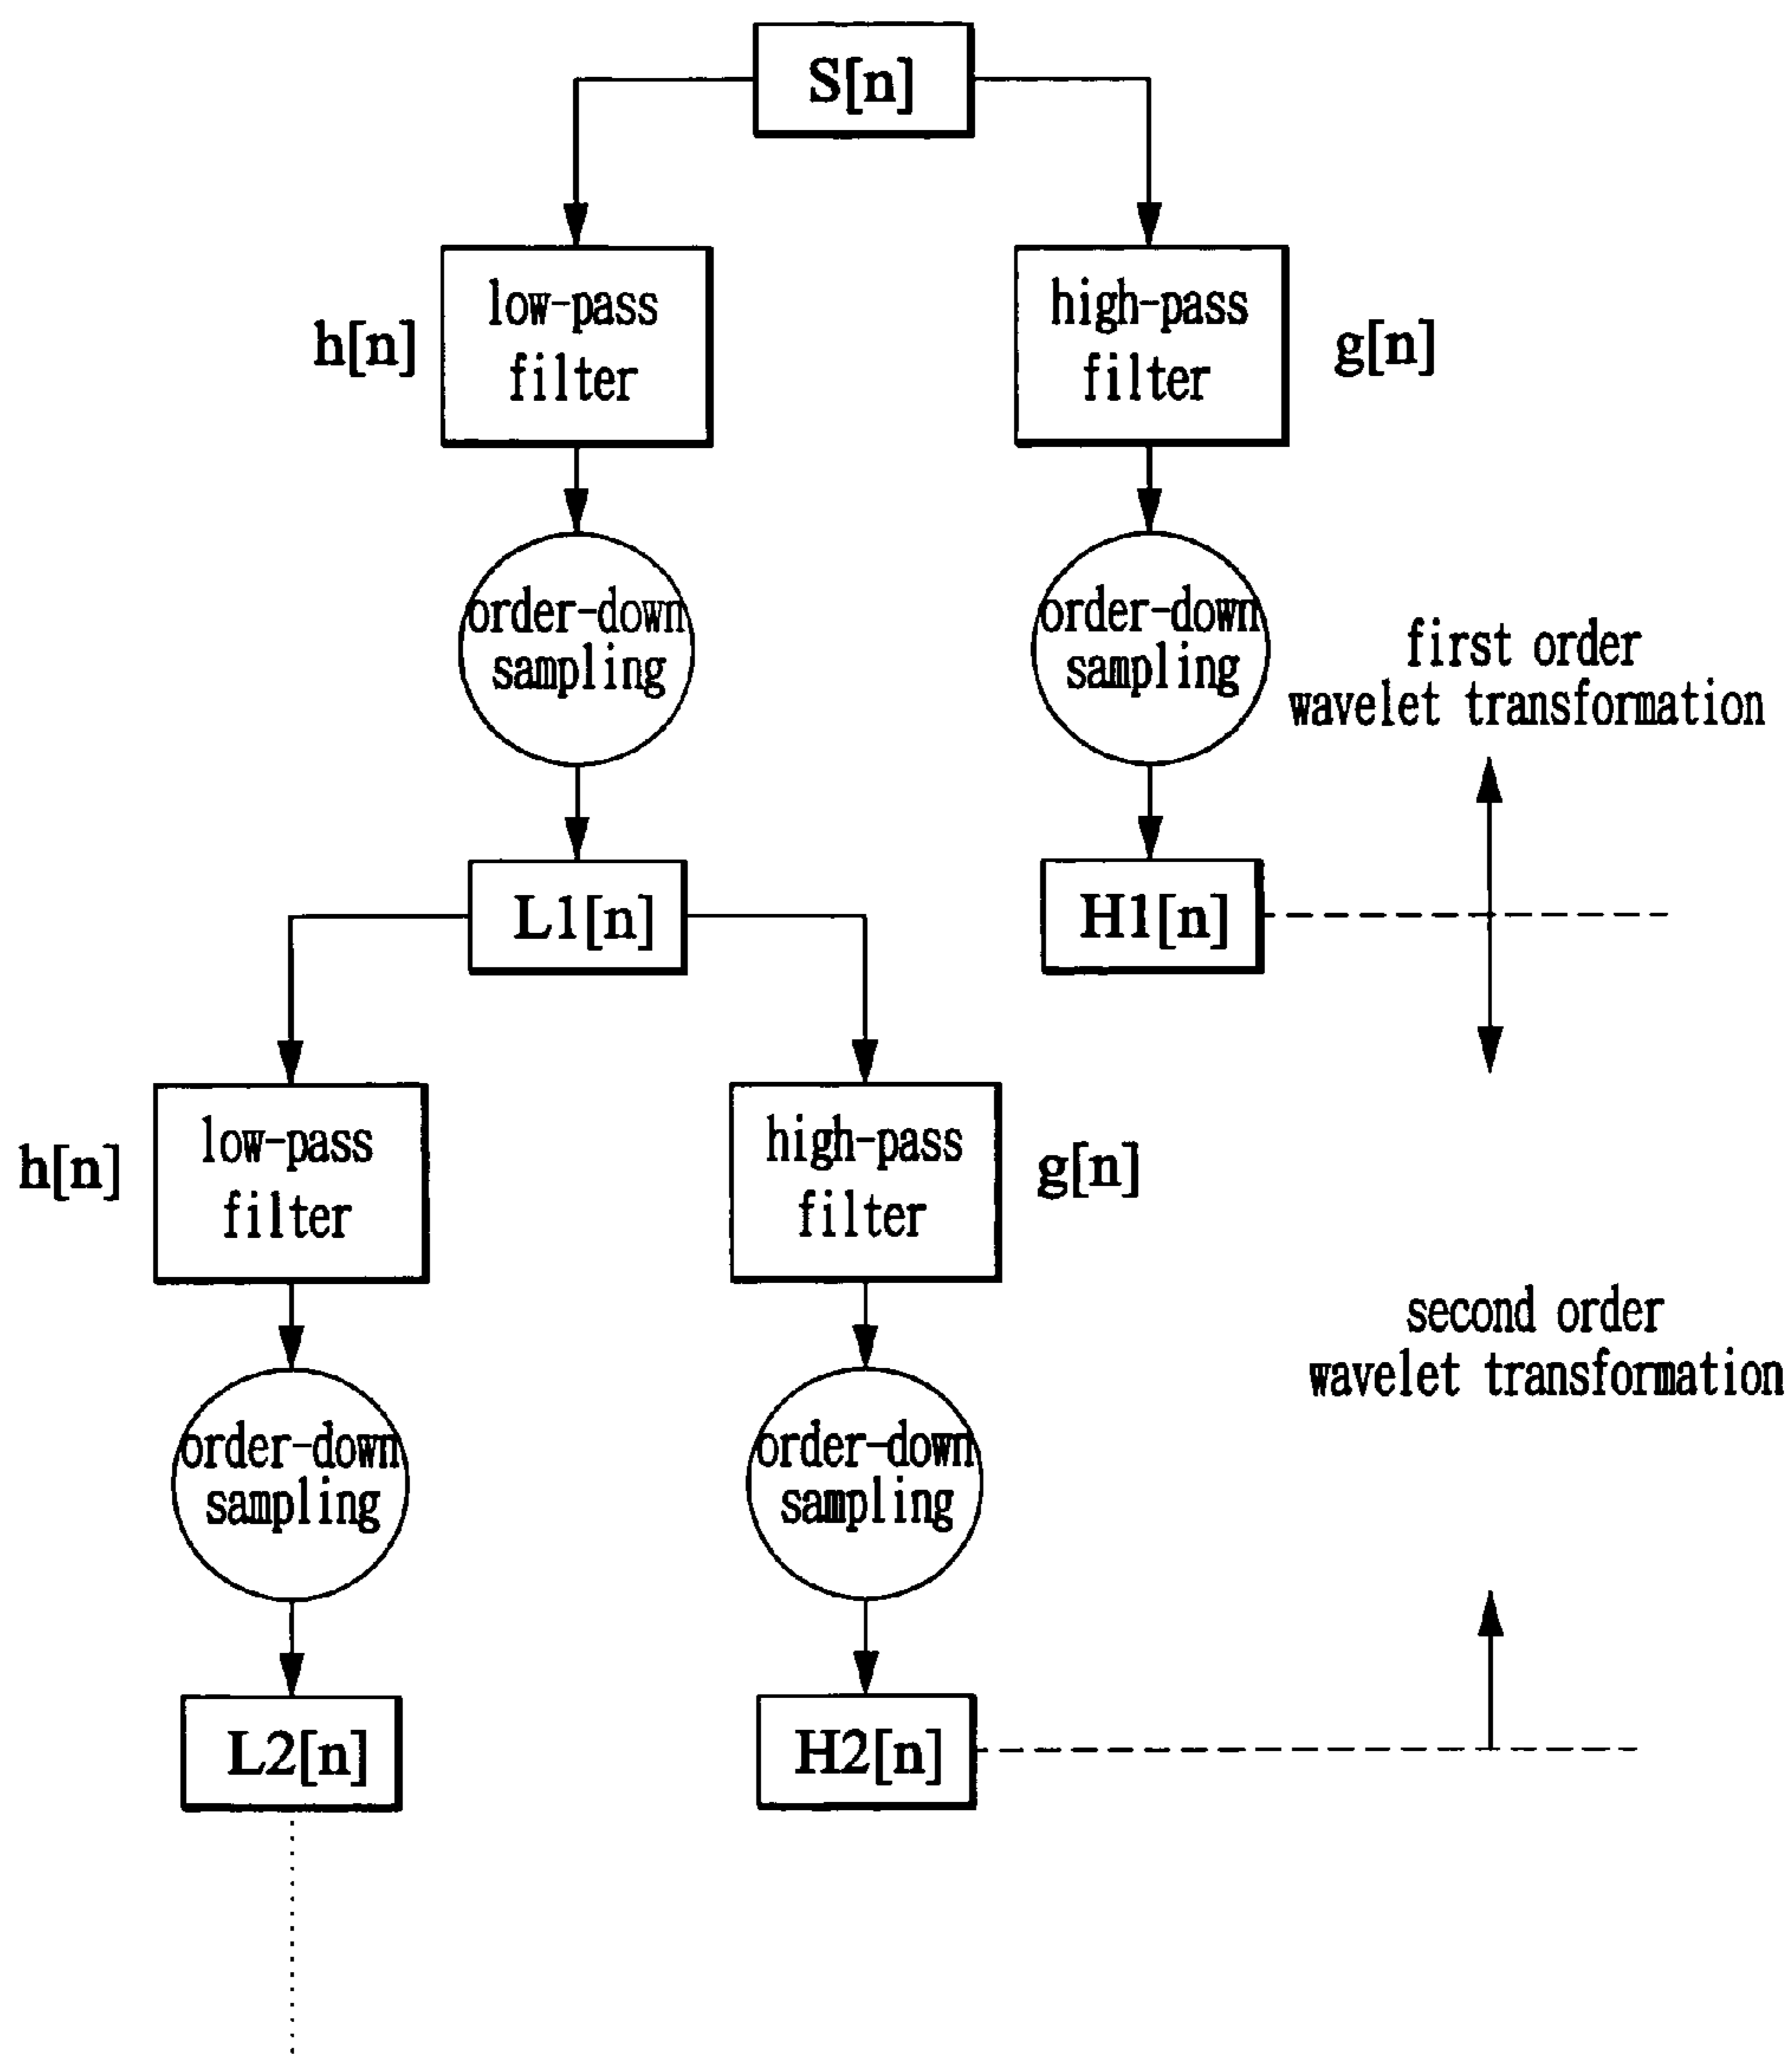 S[n]
h[n]
low-pass
filter
high-pass
filter
g[n]
order-down
sampling
order-down
sampling
first order
wavelet transformation
L1[n]
H1[n]
h[n]
low-pass
filter
high-pass
filter
g[n]
second order
wavelet transformation
order-down
sampling
order-down
sampling
L2[n]
H2[n]